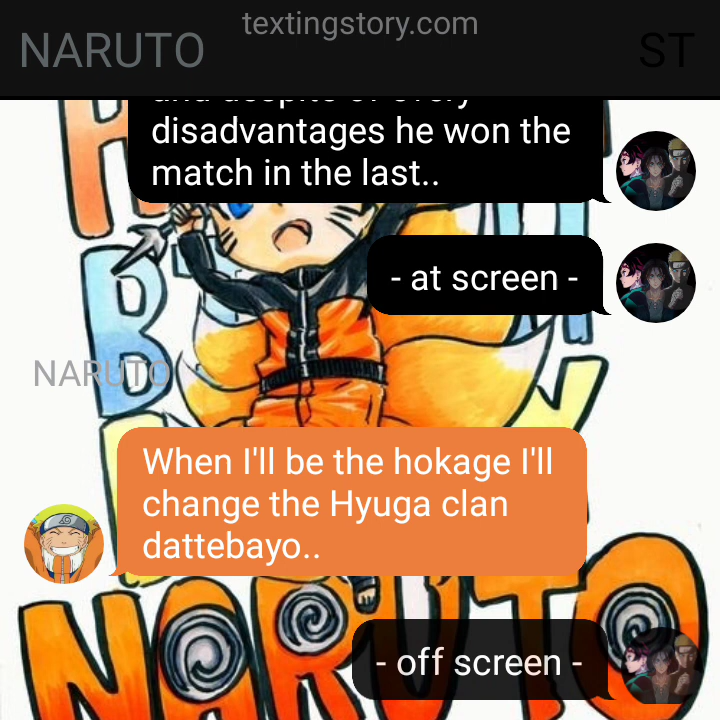 textingstory.com
NARUTO
ST
disadvantages he won the
match in the last..
- at screen -
NARUTO
When I'll be the hokage I'll
change the Hyuga clan
dattebayo..
NARUTO
- off screen -